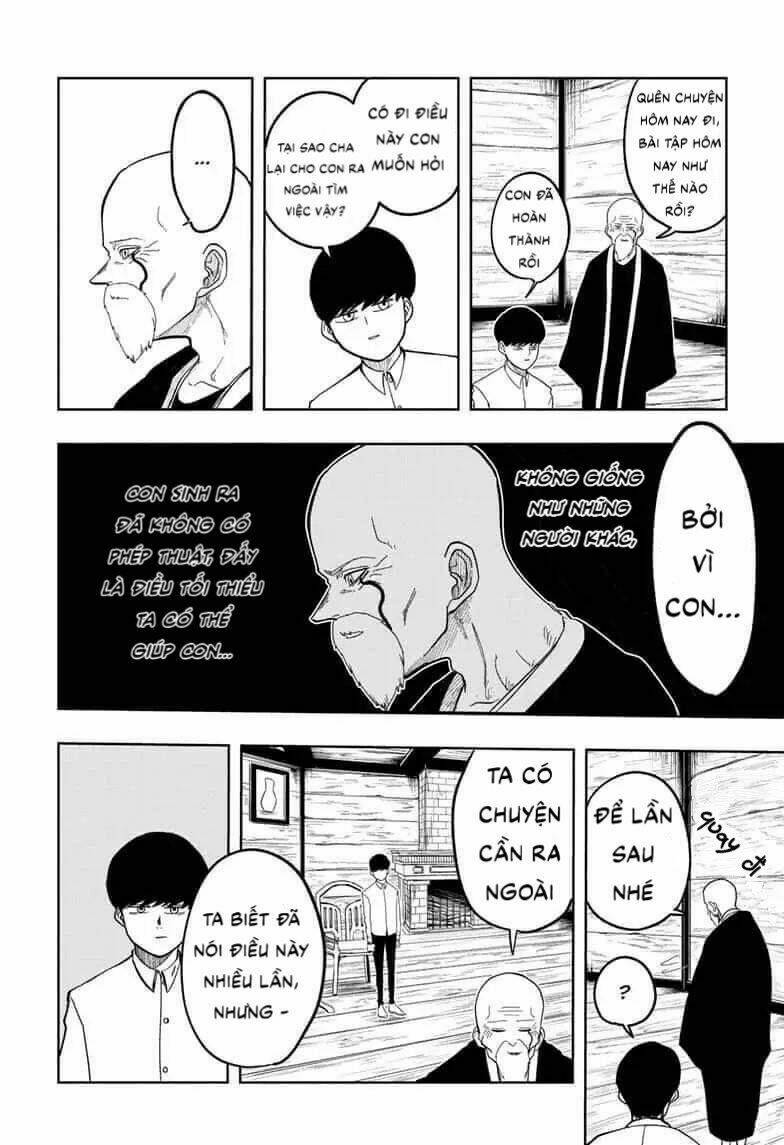 QUÊN CHUYỆN
HÔM NAY ĐI,
BÀI TẬP HÔM
NAY NHƯ
THẾ NÀO
RỒI?
CON ĐÃ
HOÀN
THÀNH
RỒI
CÓ ĐI ĐIỀU
NÀY CON
MUỐN HỎI
TẠI SAO CHA
LẠI CHO CON RA
NGOÀI TÌM
VIỆC VẬY?
...
BỞI
VÌ
CON...
KHÔNG GIỐNG
NHƯ NHỮNG
NGƯỜI KHÁC,
CON SINH RA
ĐÃ KHÔNG CÓ
PHÉP THUẬT, ĐẤY
LÀ ĐIỀU TỐI THIỂU
TA CÓ THỂ
GIÚP CON...
ĐỂ LẦN
SAU
NHÉ
quay đi
?
TA CÓ
CHUYỆN
CẦN RA
NGOÀI
TA BIẾT ĐÃ
NÓI ĐIỀU NÀY
NHIỀU LẦN,
NHƯNG -